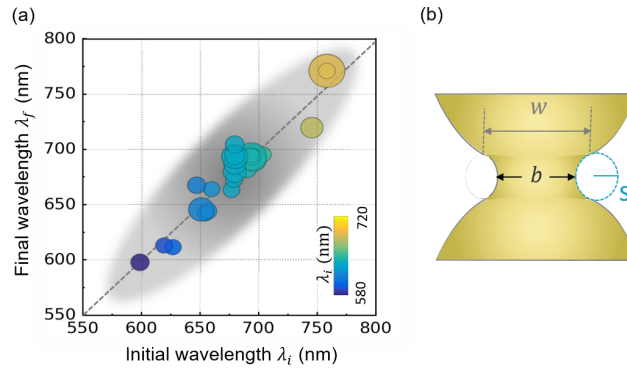 (a)
(b)
800
750
700
650
600
550
Final wavelength λf (nm)
720
λi (nm)
580
550
600
650
700
750
800
Initial wavelength λi (nm)
w
b
S